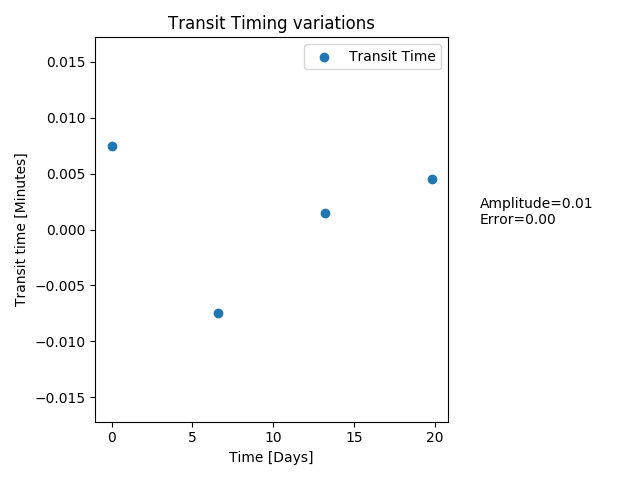 Transit Timing variations
Transit Time
0.015
0.010
0.005
0.000
−0.005
−0.010
−0.015
Transit time [Minutes]
Amplitude=0.01
Error=0.00
0 5 10 15 20
Time [Days]